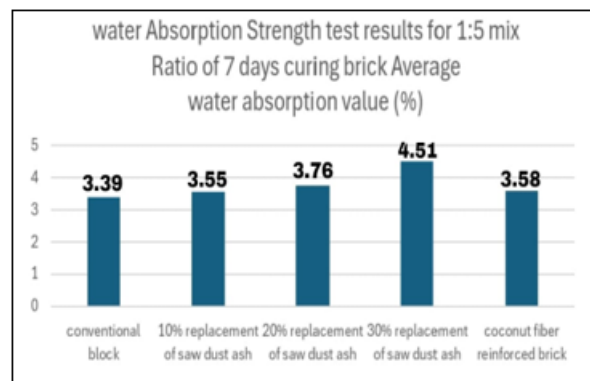 water Absorption Strength test results for 1:5 mix
Ratio of 7 days curing brick Average
water absorption value (%)
5
4
3
2
1
0
3.39
3.55
3.76
4.51
3.58
conventional
block
10% replacement
of saw dust ash
20% replacement
of saw dust ash
30% replacement
of saw dust ash
coconut fiber
reinforced brick